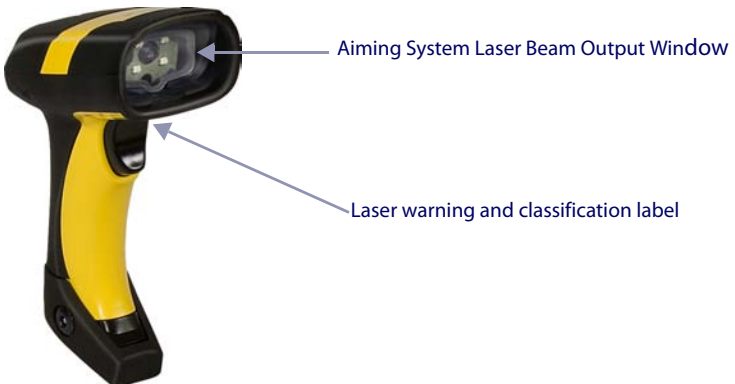 Aiming System Laser Beam Output Window
Laser warning and classification label